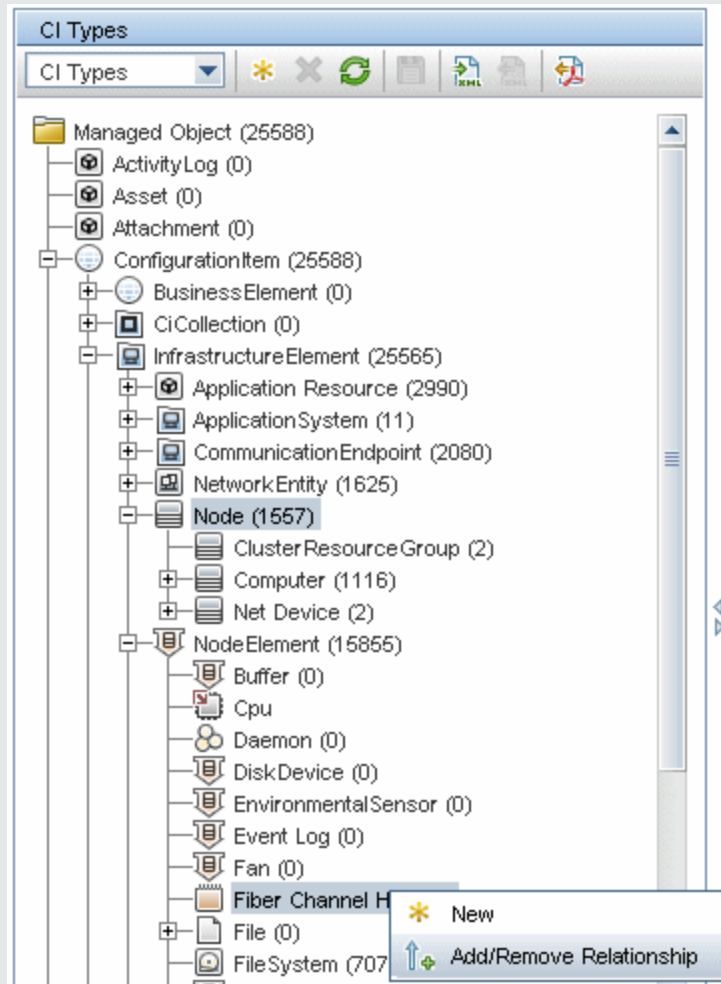 CI Types
CI Types
XML
Managed Object (25588)
ActivityLog (0)
Asset (0)
Attachment (0)
ConfigurationItem (25588)
BusinessElement (0)
CiCollection (0)
InfrastructureElement (25565)
Application Resource (2990)
ApplicationSystem (11)
CommunicationEndpoint (2080)
NetworkEntity (1625)
Node (1557)
ClusterResourceGroup (2)
Computer (1116)
Net Device (2)
NodeElement (15855)
Buffer (0)
Cpu
Daemon (0)
DiskDevice (0)
EnvironmentalSensor (0)
Event Log (0)
Fan (0)
Fiber Channel H
New
File (0)
Add/Remove Relationship
FileSystem (707